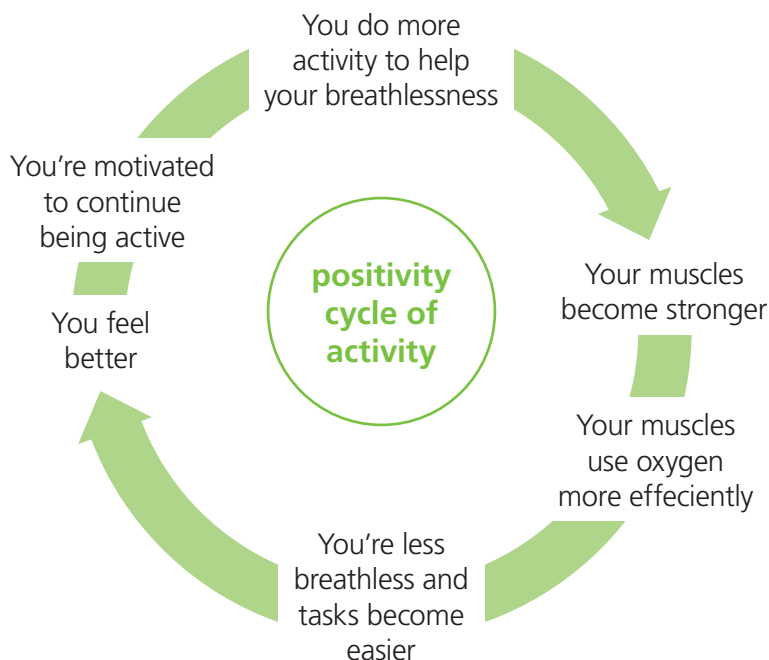 You do more
activity to help
your breathlessness
Your muscles
become stronger
Your muscles
use oxygen
more effeciently
You're less
breathless and
tasks become
easier
You feel
better
You're motivated
to continue
being active
positivity
cycle of
activity